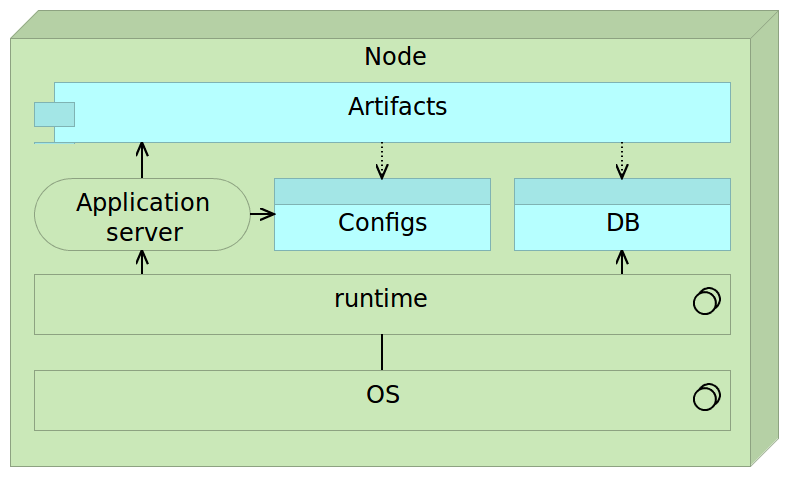 Node
Artifacts
Application
server
Configs
DB
runtime
OS